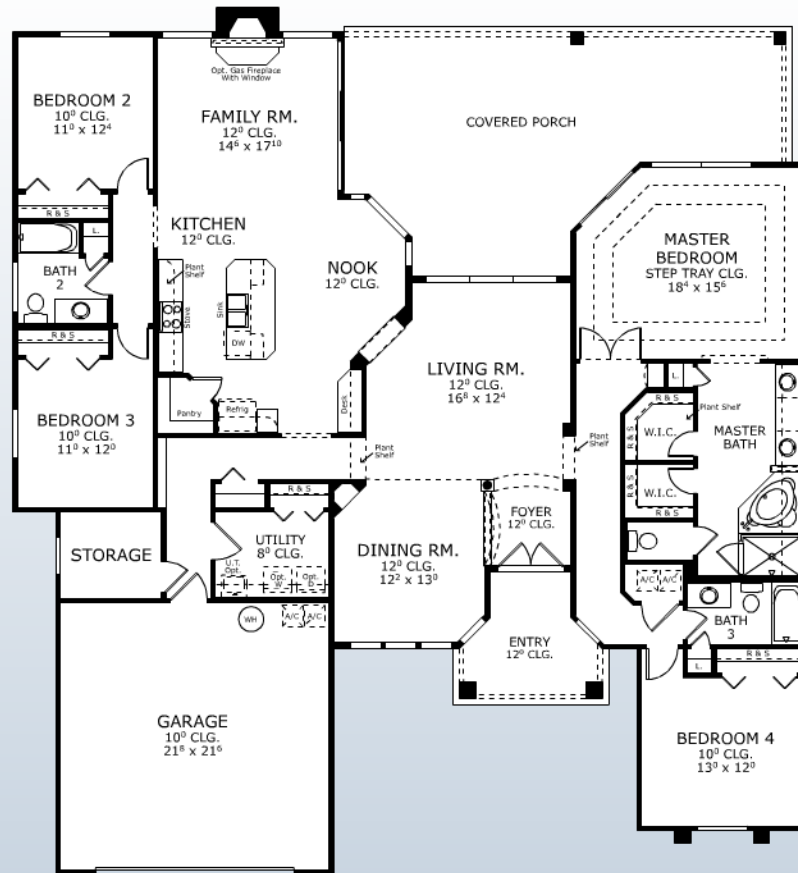 Opt. Gas Fireplace
With Window
BEDROOM 2
10⁰ CLG.
11⁰ x 12⁴
FAMILY RM.
12⁰ CLG.
14⁶ x 17¹⁰
COVERED PORCH
R & S
L.
BATH
2
KITCHEN
12⁰ CLG.
Plant
Shelf
Stove
Sink
DW
NOOK
12⁰ CLG.
MASTER
BEDROOM
STEP TRAY CLG.
18⁴ x 15⁶
R & S
BEDROOM 3
10⁰ CLG.
11⁰ x 12⁰
Pantry
Refrig
Desk
LIVING RM.
12⁰ CLG.
16⁸ x 12⁴
Plant
Shelf
Plant
Shelf
L.
R & S
Plant Shelf
R & S
W.I.C.
MASTER
BATH
W.I.C.
R & S
R & S
R & S
STORAGE
UTILITY
8⁰ CLG.
U.T.
Opt.
Opt.
W
Opt.
D
DINING RM.
12⁰ CLG.
12² x 13⁰
FOYER
12⁰ CLG.
A/C
A/C
WH
A/C
A/C
ENTRY
12⁰ CLG.
BATH
3
L.
R & S
GARAGE
10⁰ CLG.
21⁸ x 21⁶
BEDROOM 4
10⁰ CLG.
13⁰ x 12⁰